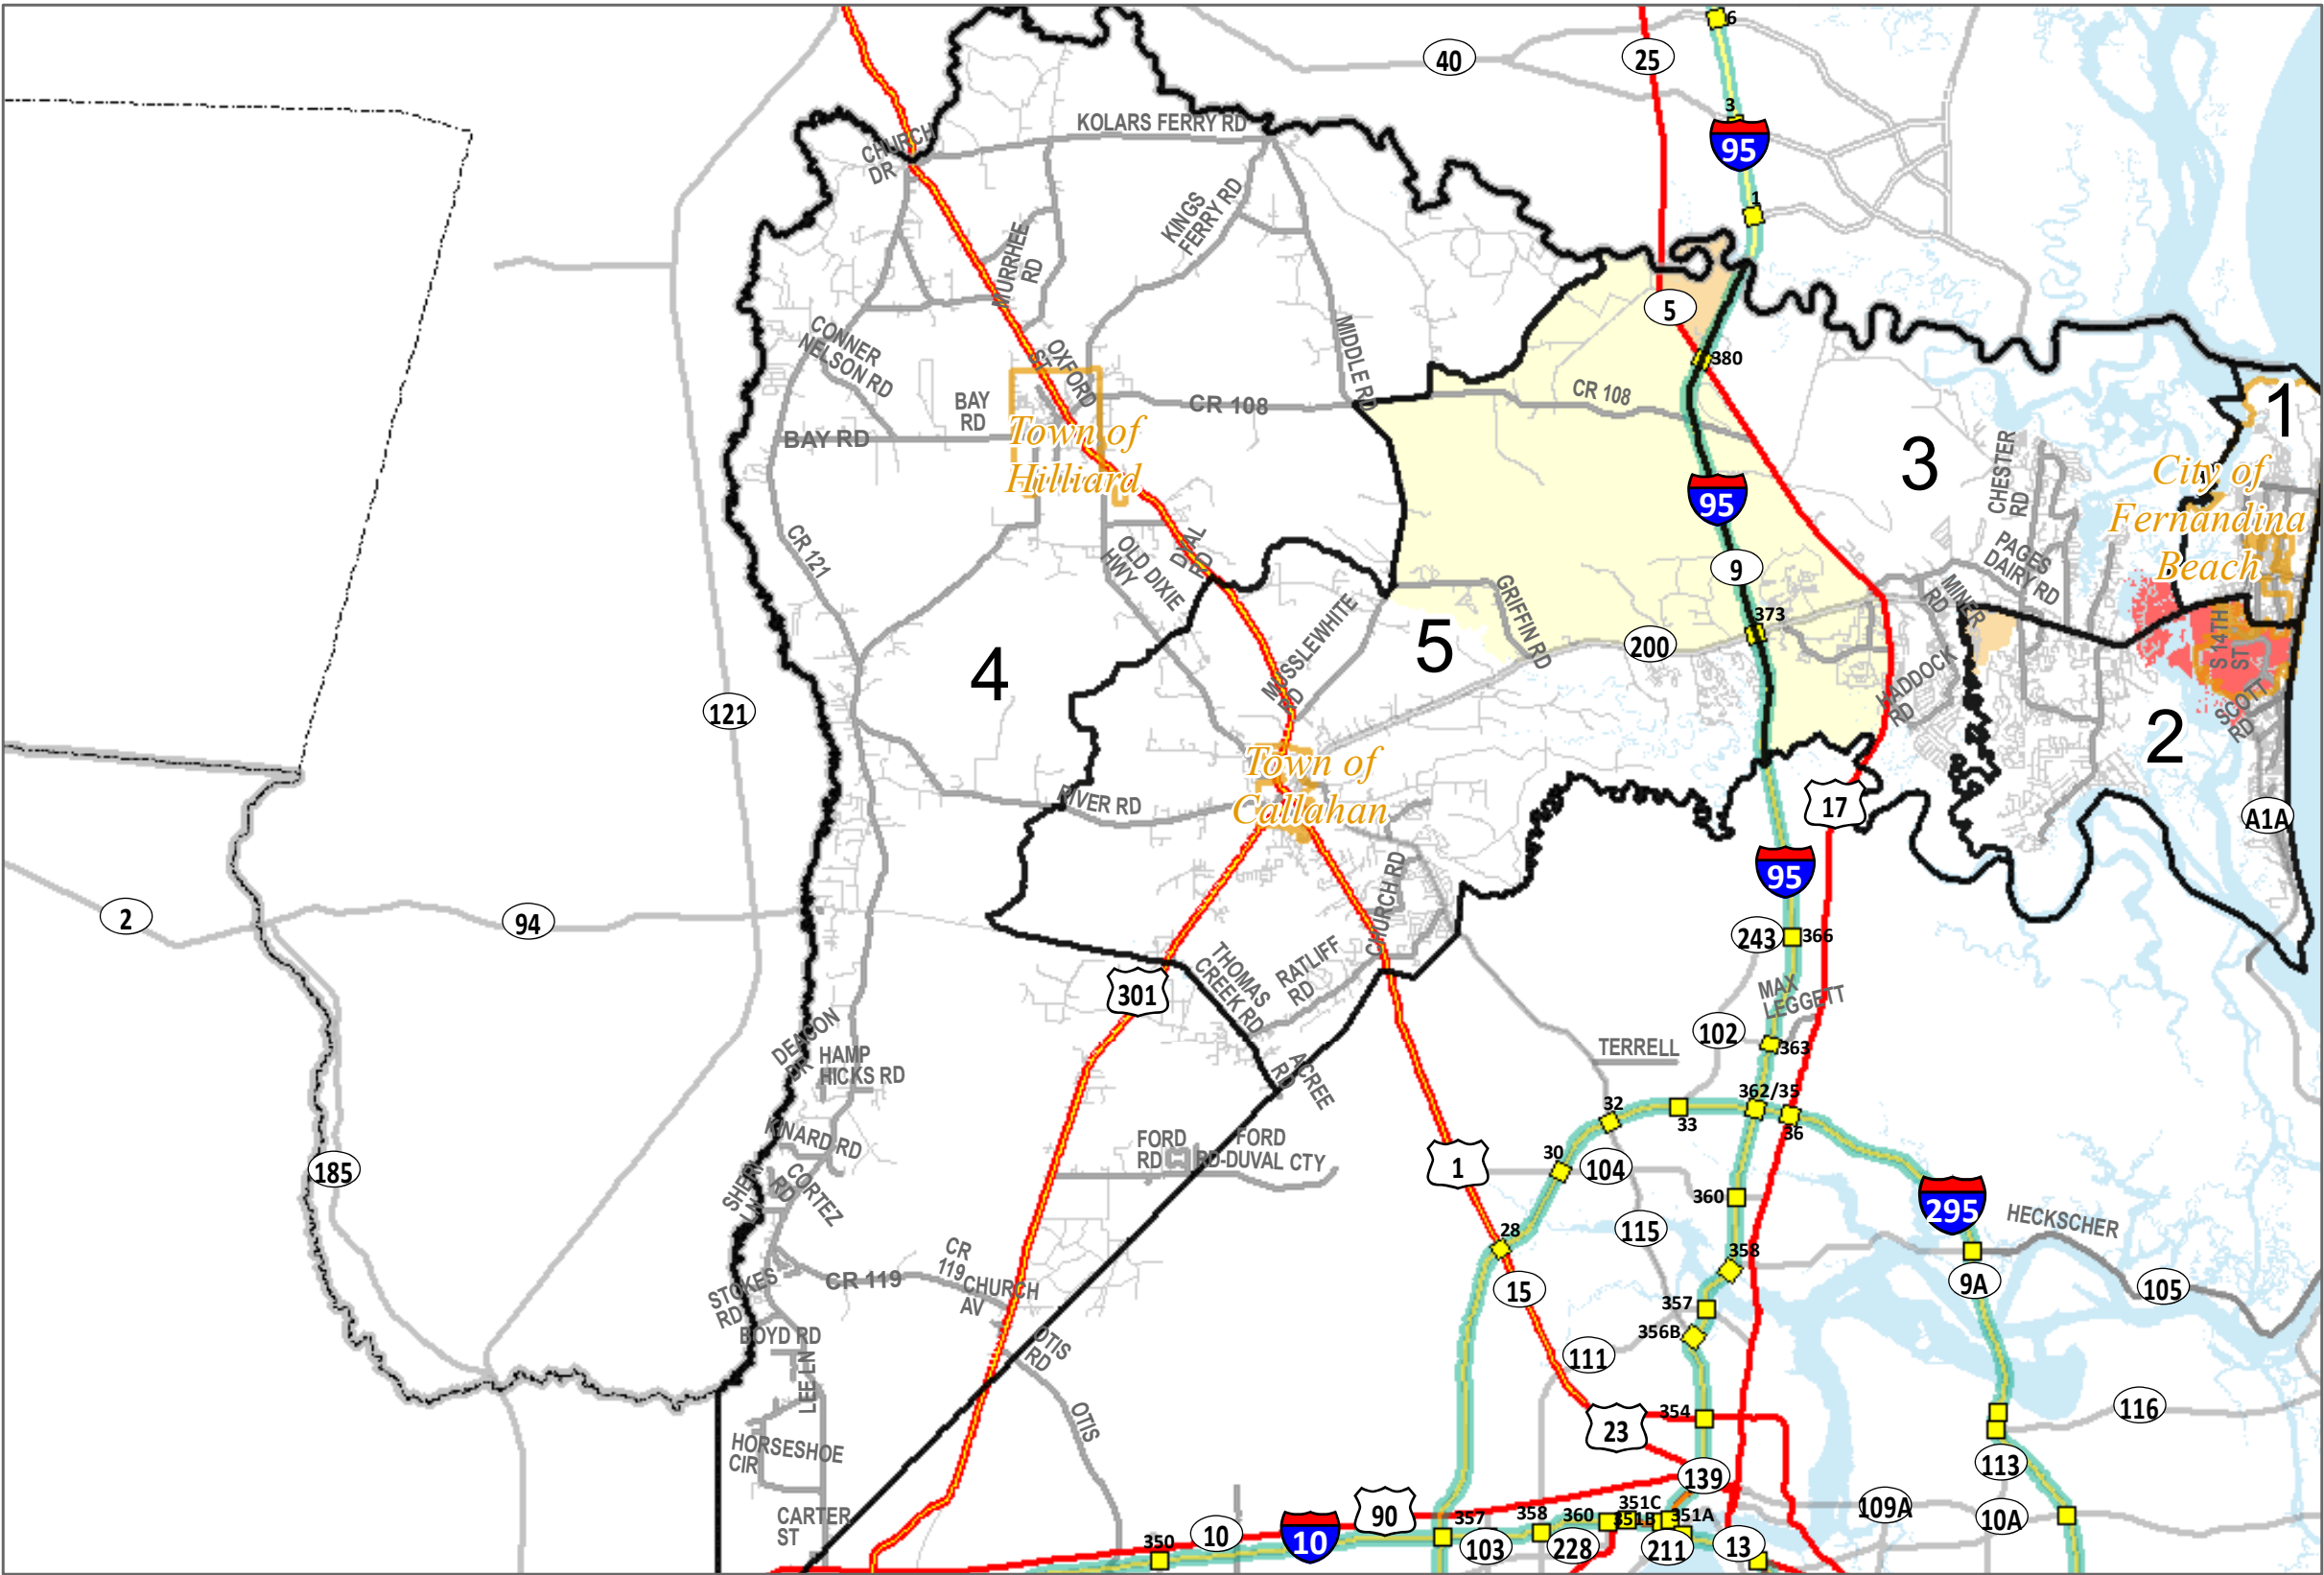 6
40
25
3
95
KOLARS FERRY RD
CHURCH
DR
1
KINGS
FERRY RD
MURRHEE
RD
5
CONNER
NELSON RD
OXFORD
ST
MIDDLE RD
380
1
CR 108
BAY
RD
CR 108
BAY RD
Town of
Hilliard
3
CHESTER
RD
City of
Fernandina
Beach
95
CR 121
OLD DIXIE
HWY
DIAL
RD
9
PAGES
DAIRY RD
MINER
RD
GRIFFIN RD
373
MUSSLEWHITE
RD
5
200
S 14TH
ST
4
HADDOCK
RD
SCOTT
RD
121
2
Town of
Callahan
RIVER RD
17
A1A
95
CHURCH RD
2
94
243
366
THOMAS
CREEK RD
RATLIFF
RD
301
MAX
LEGGETT
102
363
DEACON
DR
HAMP
HICKS RD
TERRELL
ACREE
RD
362/35
32
33
36
KINARD RD
FORD
RD
FORD
RD-DUVAL CTY
30
104
1
185
CORTEZ
RD
LN
360
295
HECKSCHER
115
28
358
CR
119
CHURCH
AV
CR 119
STOKES
RD
9A
105
15
357
356B
BOYD RD
OTIS
RD
111
LEE LN
OTIS
354
116
23
HORSESHOE
CIR
113
139
90
351C
351B
351A
109A
10A
CARTER
ST
350
10
10
357
358
360
103
228
211
13